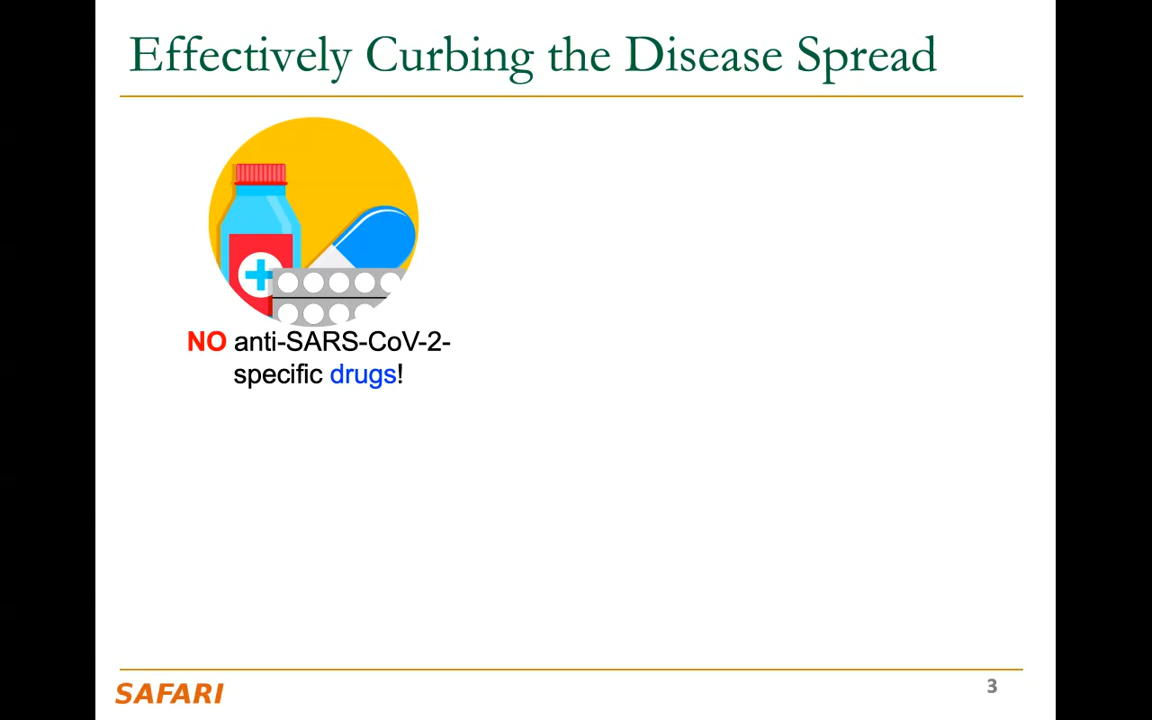 Effectively Curbing the Disease Spread
NO anti-SARS-CoV-2-
specific drugs!
SAFARI
3